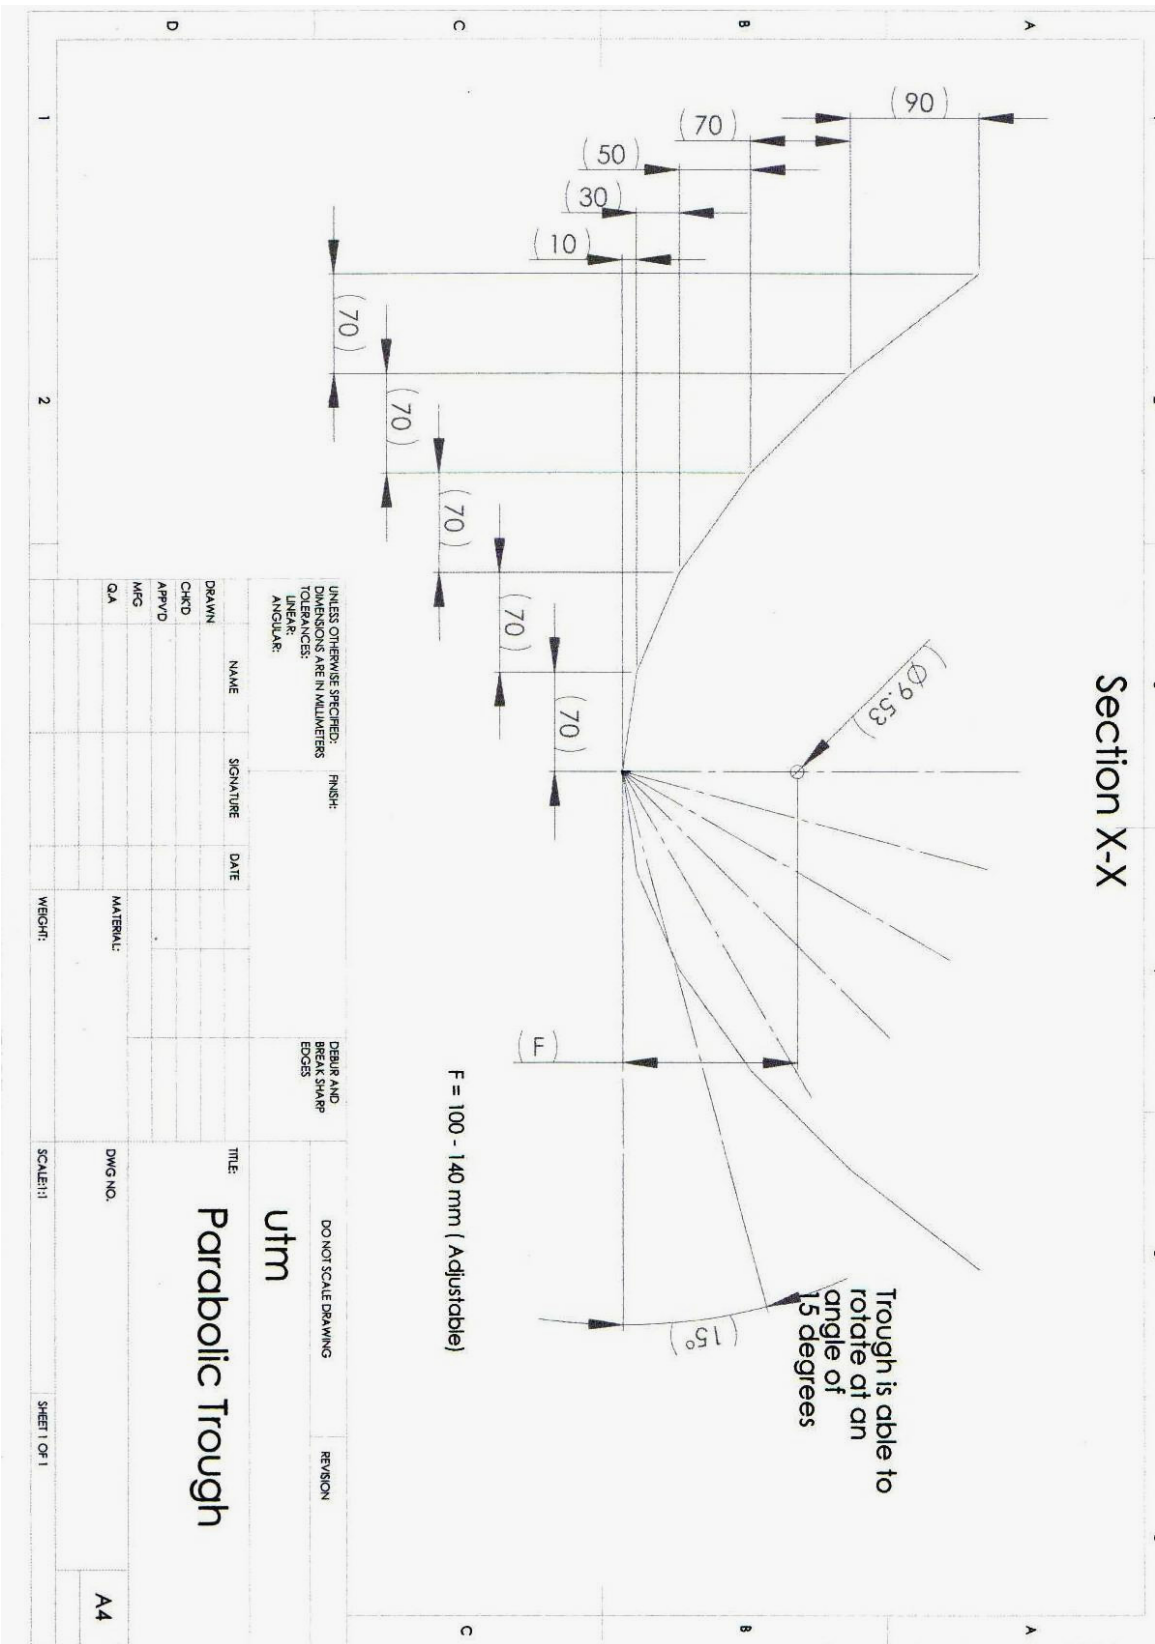 Section X-X
D
C
B
A
1
2
(90)
(70)
(50)
(30)
(10)
(70)
(70)
(70)
(70)
(70)
(Ø9.53)
(F)
(15°)
F = 100 - 140 mm ( Adjustable)
Trough is able to
rotate at an
angle of
15 degrees
UNLESS OTHERWISE SPECIFIED:
DIMENSIONS ARE IN MILLIMETERS
TOLERANCES:
LINEAR:
ANGULAR:
FINISH:
DEBUR AND
BREAK SHARP
EDGES
DO NOT SCALE DRAWING
REVISION
utm
NAME
SIGNATURE
DATE
DRAWN
CHK'D
APPV'D
MFG
Q.A
TITLE:
Parabolic Trough
MATERIAL:
DWG NO.
A4
WEIGHT:
SCALE:1:1
SHEET 1 OF 1
C
B
A